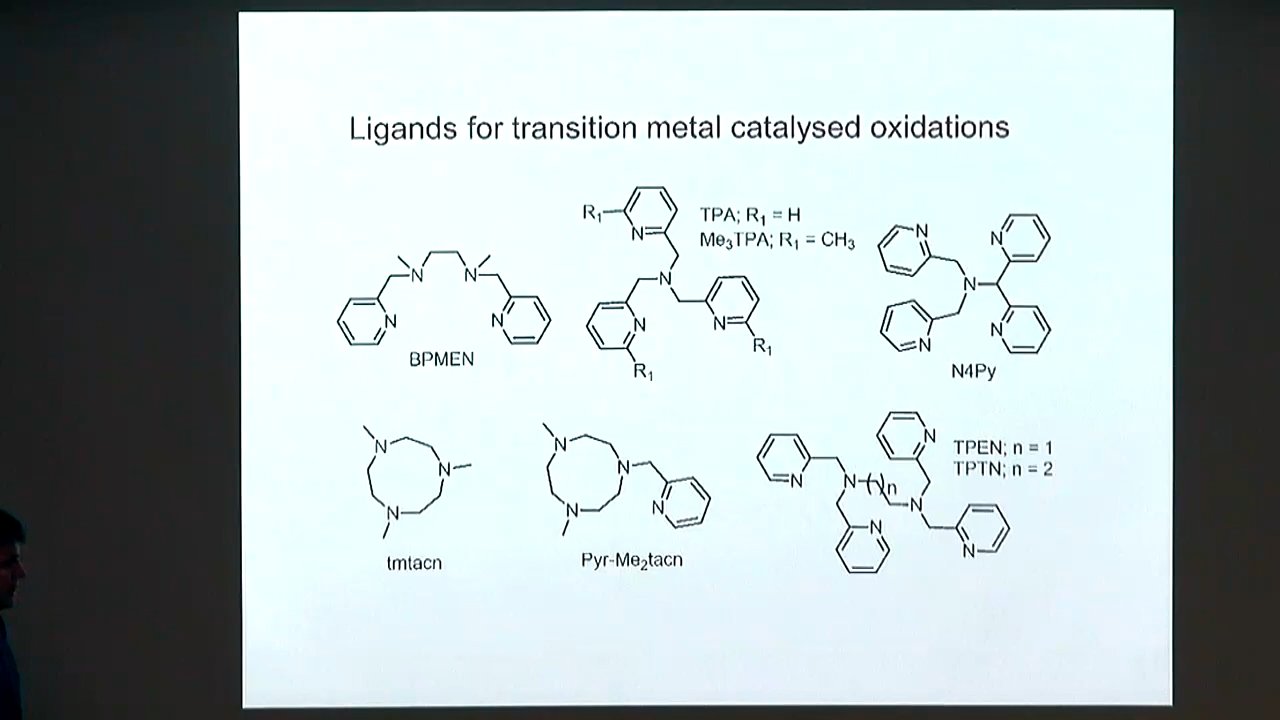 Ligands for transition metal catalysed oxidations
R₁
N
TPA; R₁ = H
Me₃TPA; R₁ = CH₃
N
N
N
N
BPMEN
N
N
N
R₁
R₁
N
N
N
N
N
N4Py
N
N
N
tmtacn
N
N
N
N
Pyr-Me₂tacn
N
N
N
( )n
N
N
N
TPEN; n = 1
TPTN; n = 2